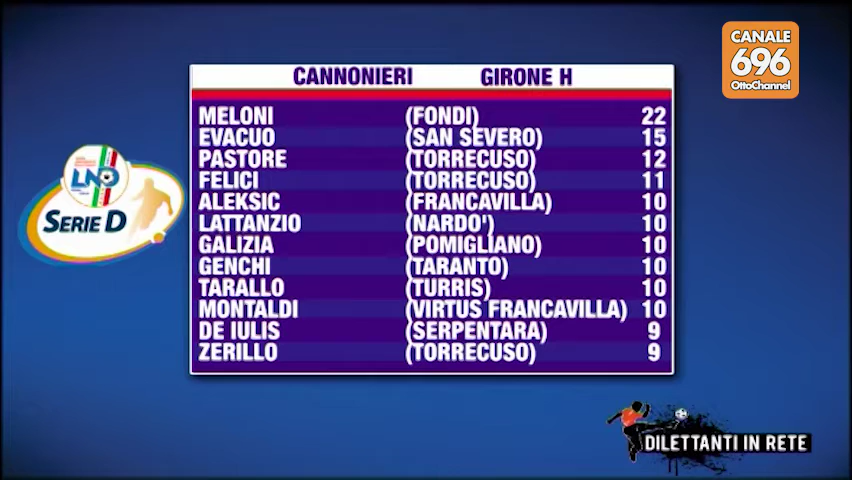 CANALE
696
OttoChannel
CANNONIERI GIRONE H
MELONI (FONDI) 22
EVACUO (SAN SEVERO) 15
PASTORE (TORRECUSO) 12
FELICI (TORRECUSO) 11
ALEKSIC (FRANCAVILLA) 10
LATTANZIO (NARDO') 10
GALIZIA (POMIGLIANO) 10
GENCHI (TARANTO) 10
TARALLO (TURRIS) 10
MONTALDI (VIRTUS FRANCAVILLA) 10
DE IULIS (SERPENTARA) 9
ZERILLO (TORRECUSO) 9
LND
SERIE D
DILETTANTI IN RETE